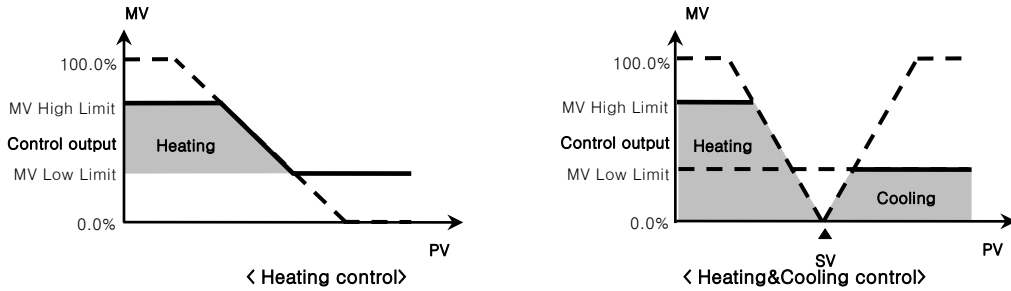 MV
100.0%
MV High Limit
Control output
Heating
MV Low Limit
0.0%
PV
< Heating control>
MV
100.0%
MV High Limit
Control output
Heating
MV Low Limit
Cooling
0.0%
SV
PV
< Heating&Cooling control>